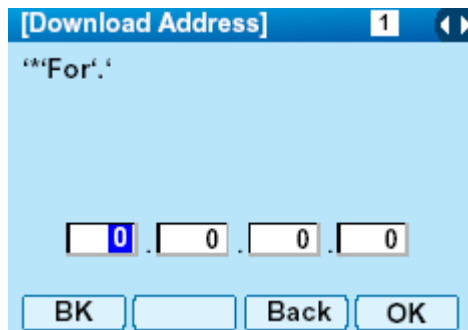 [Download Address] 1
‘*‘For‘.‘
0 . 0 . 0 . 0
BK Back OK